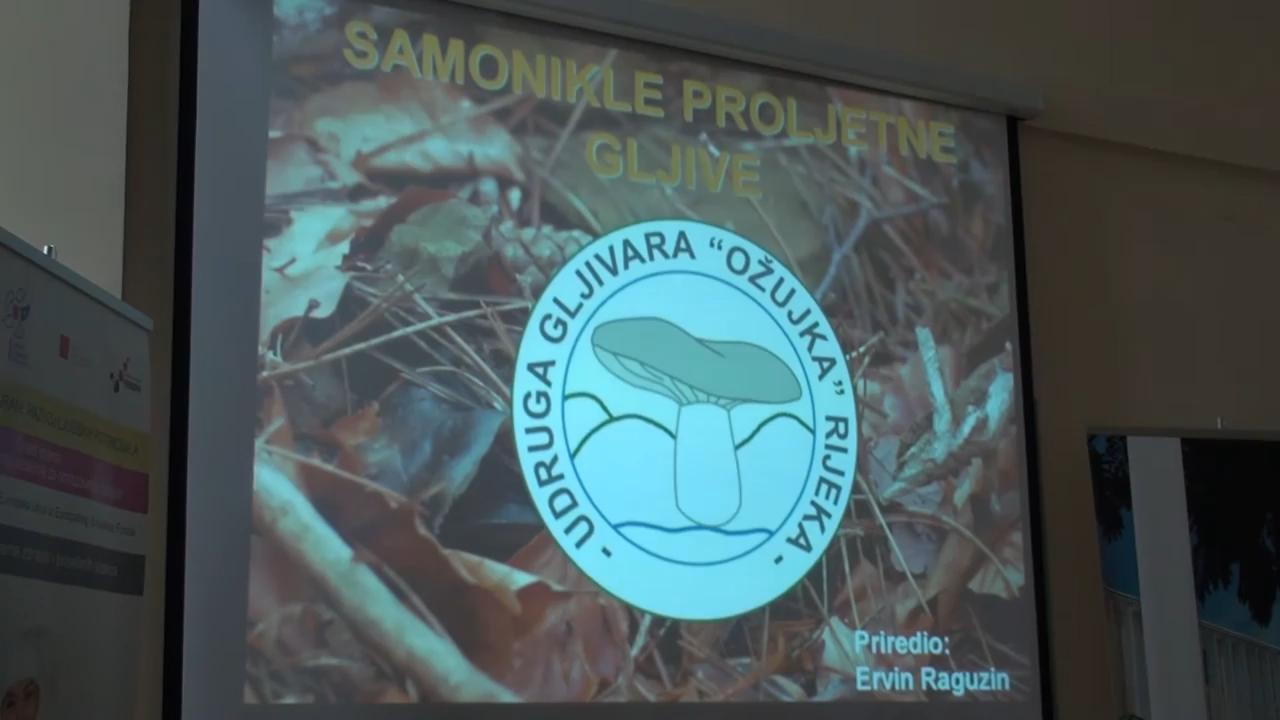 SAMONIKLE PROLJETNE
GLJIVE
- UDRUGA GLJIVARA “OŽUJKA” RIJEKA -
Priredio:
Ervin Raguzin